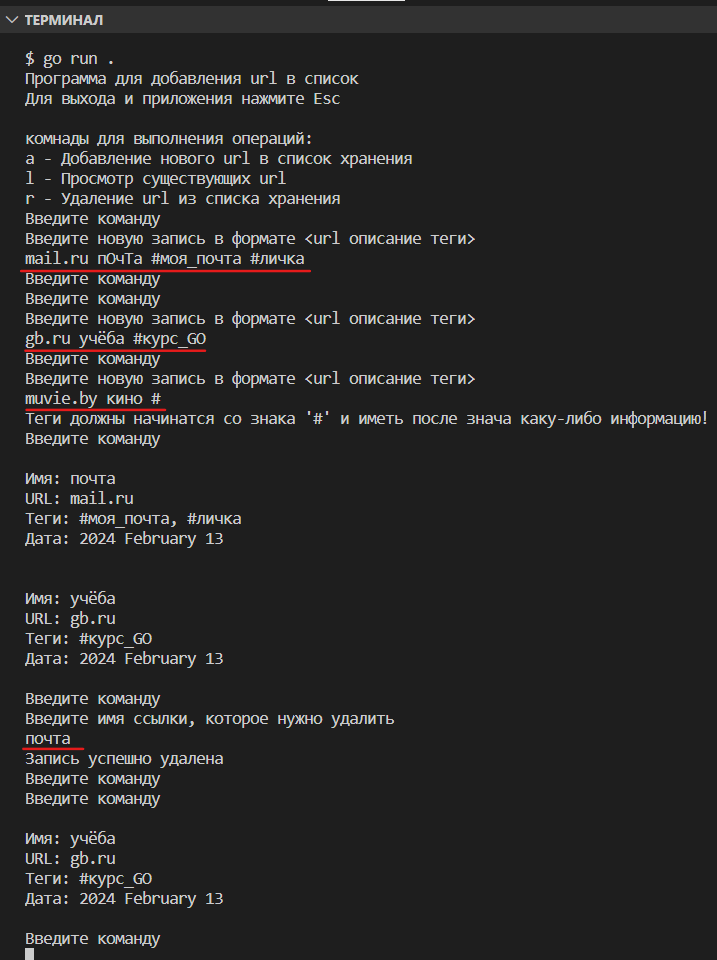 ТЕРМИНАЛ
$ go run .
Программа для добавления url в список
Для выхода и приложения нажмите Esc
комнады для выполнения операций:
a - Добавление нового url в список хранения
l - Просмотр существующих url
r - Удаление url из списка хранения
Введите команду
Введите новую запись в формате <url описание теги>
mail.ru пОчТа #моя_почта #личка
Введите команду
Введите команду
Введите новую запись в формате <url описание теги>
gb.ru учёба #курс_GO
Введите команду
Введите новую запись в формате <url описание теги>
muvie.by кино #
Теги должны начинатся со знака '#' и иметь после знача каку-либо информацию!
Введите команду
Имя: почта
URL: mail.ru
Теги: #моя_почта, #личка
Дата: 2024 February 13
Имя: учёба
URL: gb.ru
Теги: #курс_GO
Дата: 2024 February 13
Введите команду
Введите имя ссылки, которое нужно удалить
почта
Запись успешно удалена
Введите команду
Введите команду
Имя: учёба
URL: gb.ru
Теги: #курс_GO
Дата: 2024 February 13
Введите команду